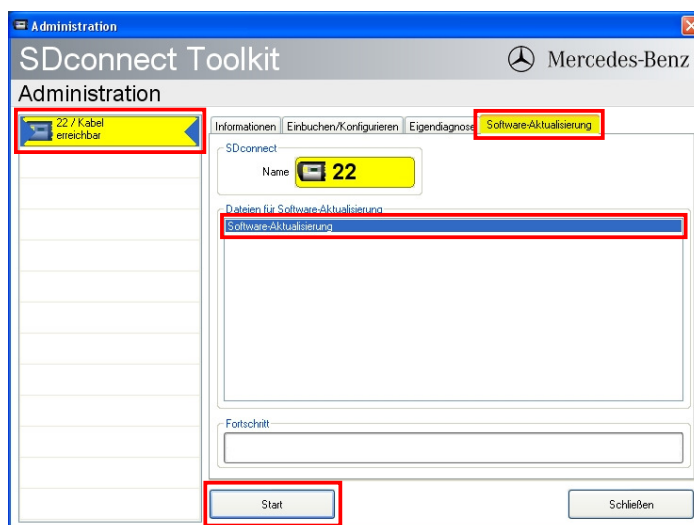 Administration
SDconnect Toolkit
Mercedes-Benz
Administration
22 / Kabel
erreichbar
Informationen
Einbuchen/Konfigurieren
Eigendiagnose
Software-Aktualisierung
SDconnect
Name
22
Dateien für Software-Aktualisierung
Software-Aktualisierung
Fortschritt
Start
Schließen